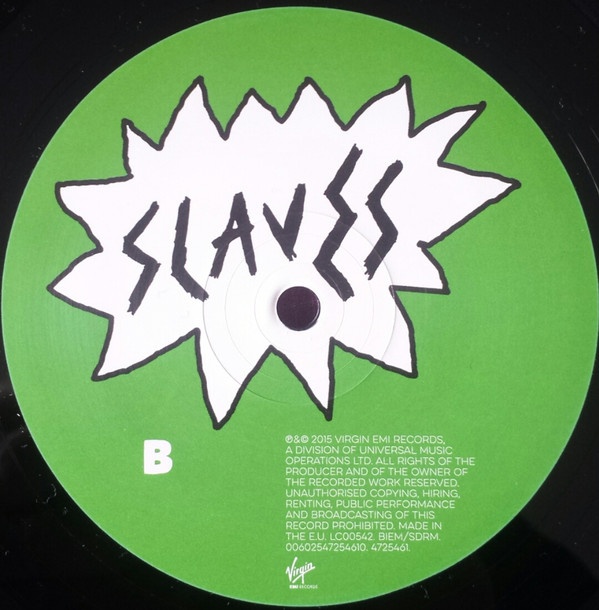 SLAVES
B
℗&© 2015 VIRGIN EMI RECORDS,
A DIVISION OF UNIVERSAL MUSIC
OPERATIONS LTD. ALL RIGHTS OF THE
PRODUCER AND OF THE OWNER OF
THE RECORDED WORK RESERVED.
UNAUTHORISED COPYING, HIRING,
RENTING, PUBLIC PERFORMANCE
AND BROADCASTING OF THIS
RECORD PROHIBITED. MADE IN
THE E.U. LC00542. BIEM/SDRM.
00602547254610. 4725461.
Virgin
EMI RECORDS